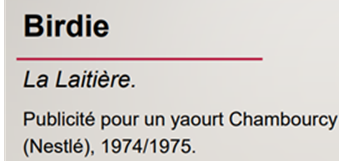 Birdie
La Laitière.
Publicité pour un yaourt Chambourcy
(Nestlé), 1974/1975.